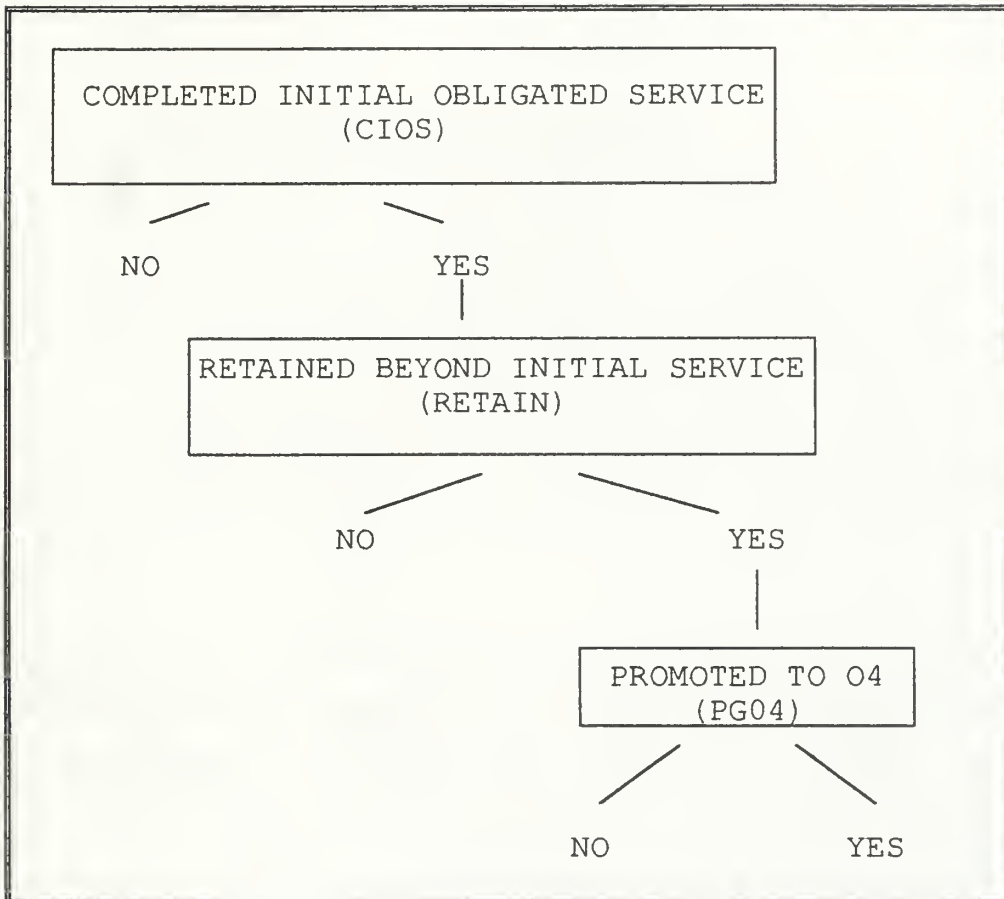 COMPLETED INITIAL OBLIGATED SERVICE
(CIOS)
NO YES
RETAINED BEYOND INITIAL SERVICE
(RETAIN)
NO YES
PROMOTED TO O4
(PG04)
NO YES